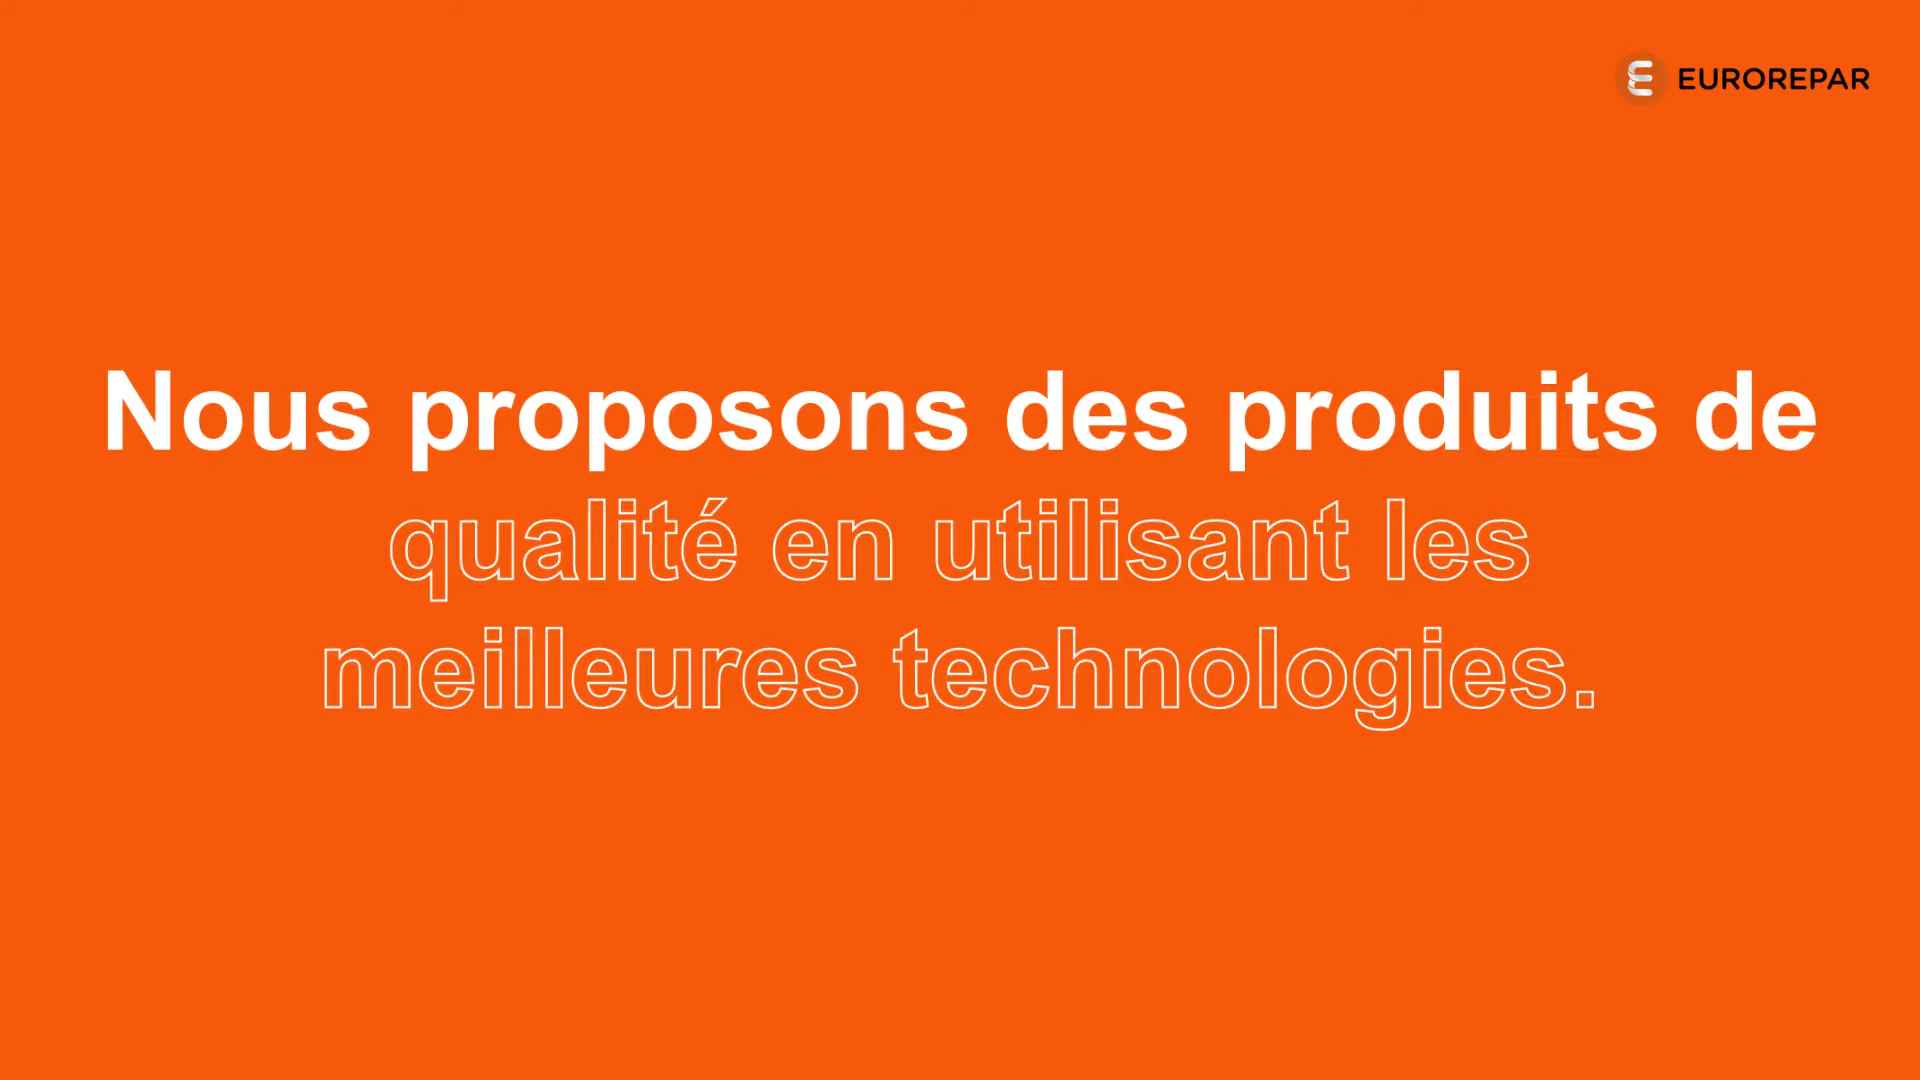 EUROREPAR
Nous proposons des produits de
qualité en utilisant les
meilleures technologies.